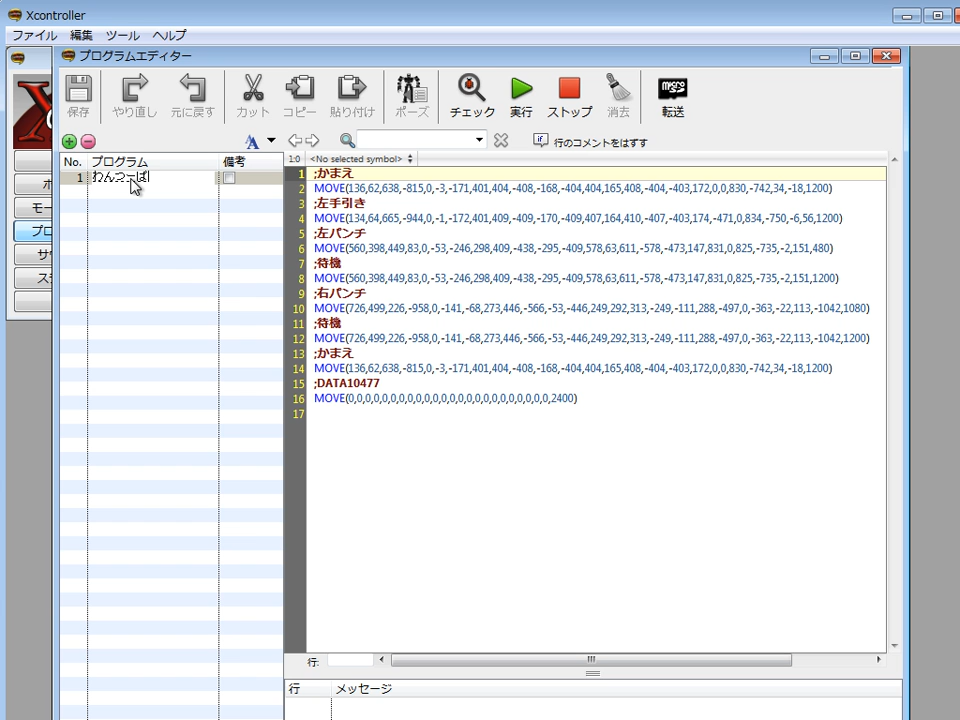 Xcontroller
ファイル 編集 ツール ヘルプ
プログラムエディター
保存 やり直し 元に戻す カット コピー 貼り付け ポーズ チェック 実行 ストップ 消去 転送
行のコメントをはずす
No. プログラム 備考
1:0 <No selected symbol>
1 わんつーぱ
ホ
モー
プロ
サ
ス
1 ;かまえ
2 MOVE(136,62,638,-815,0,-3,-171,401,404,-408,-168,-404,404,165,408,-404,-403,172,0,0,830,-742,34,-18,1200)
3 ;左手引き
4 MOVE(134,64,665,-944,0,-1,-172,401,409,-409,-170,-409,407,164,410,-407,-403,174,-471,0,834,-750,-6,56,1200)
5 ;左パンチ
6 MOVE(560,398,449,83,0,-53,-246,298,409,-438,-295,-409,578,63,611,-578,-473,147,831,0,825,-735,-2,151,480)
7 ;待機
8 MOVE(560,398,449,83,0,-53,-246,298,409,-438,-295,-409,578,63,611,-578,-473,147,831,0,825,-735,-2,151,1200)
9 ;右パンチ
10 MOVE(726,499,226,-958,0,-141,-68,273,446,-566,-53,-446,249,292,313,-249,-111,288,-497,0,-363,-22,113,-1042,1080)
11 ;待機
12 MOVE(726,499,226,-958,0,-141,-68,273,446,-566,-53,-446,249,292,313,-249,-111,288,-497,0,-363,-22,113,-1042,1200)
13 ;かまえ
14 MOVE(136,62,638,-815,0,-3,-171,401,404,-408,-168,-404,404,165,408,-404,-403,172,0,0,830,-742,34,-18,1200)
15 ;DATA10477
16 MOVE(0,0,0,0,0,0,0,0,0,0,0,0,0,0,0,0,0,0,0,0,0,0,0,0,2400)
17
行:
行 メッセージ